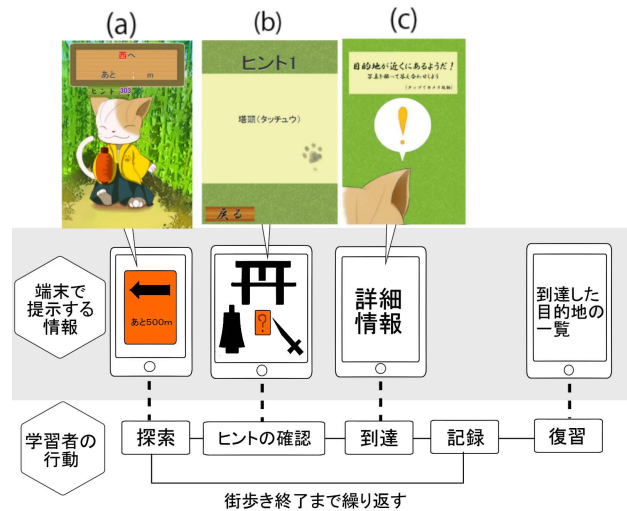 (a)
(b)
(c)
西へ
あと m
ヒント 303
ヒント1
塔頭(タッチュウ)
戻る
目的地が近くにあるようだ!
写真を撮って答え合わせしよう
(タップでカメラ起動)
端末で
提示する
情報
あと500m
?
詳細
情報
到達した
目的地の
一覧
学習者の
行動
探索
ヒントの確認
到達
記録
復習
街歩き終了まで繰り返す